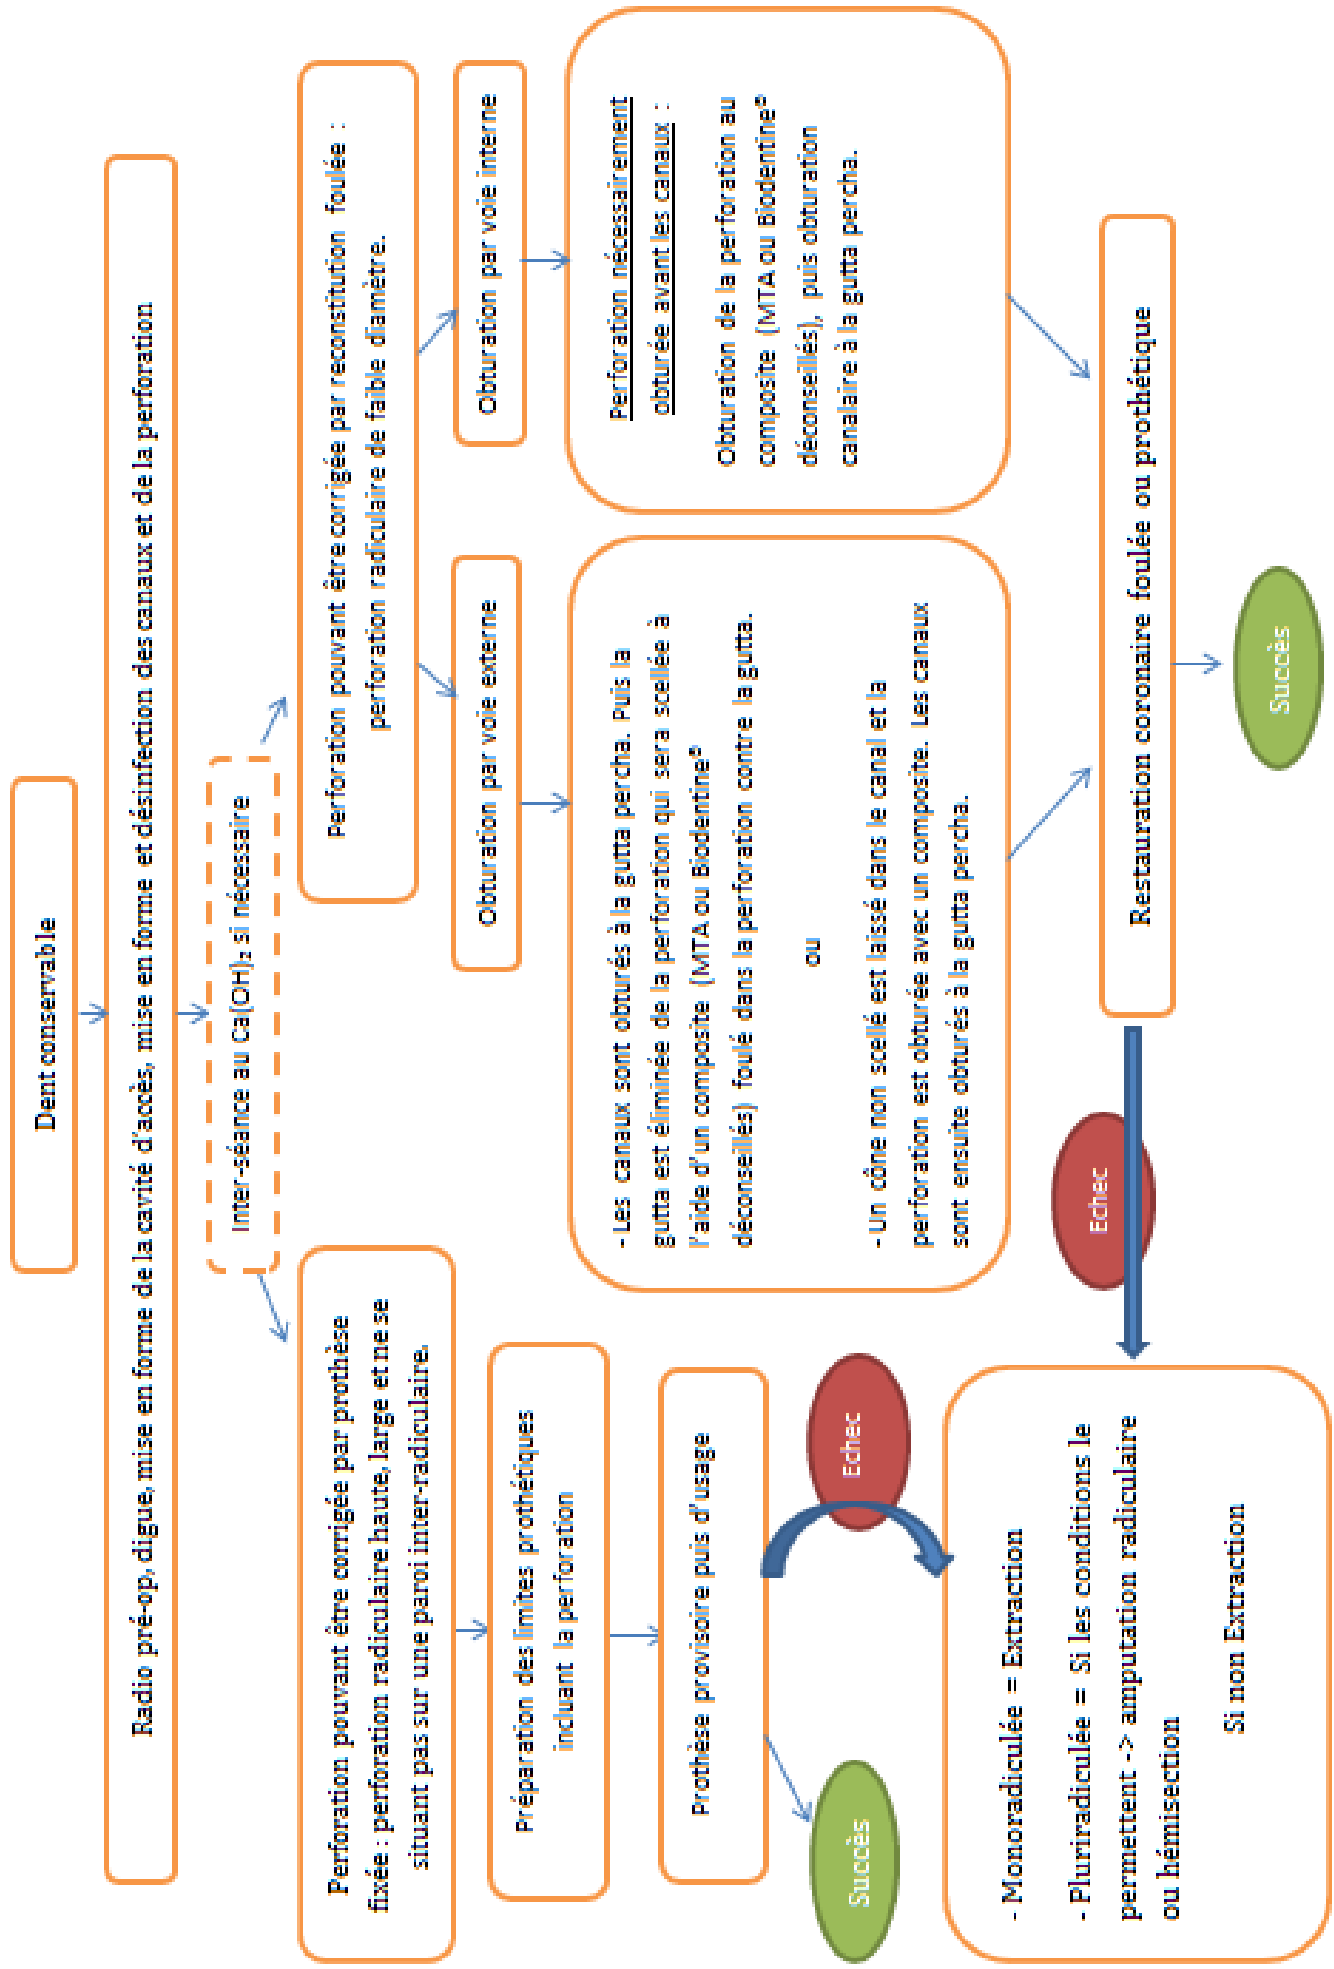 Dent conservable
Radio pré-op, digue, mise en forme de la cavité d'accès, mise en forme et désinfection des canaux et de la perforation
Inter-séance au Ca(OH)₂ si nécessaire
Perforation pouvant être corrigée par prothèse
fixée : perforation radiculaire haute, large et ne se
situant pas sur une paroi inter-radiculaire.
Préparation des limites prothétiques
incluant la perforation
Prothèse provisoire puis d'usage
Succès
Echec
- Monoradiculée = Extraction
- Pluriradiculée = Si les conditions le
permettent -> amputation radiculaire
ou hémisection
Si non Extraction
Perforation pouvant être corrigée par reconstitution foulée :
perforation radiculaire de faible diamètre.
Obturation par voie externe
- Les canaux sont obturés à la gutta percha. Puis la
gutta est éliminée de la perforation qui sera scellée à
l'aide d'un composite (MTA ou Biodentine®
déconseillés) foulé dans la perforation contre la gutta.
ou
- Un cône non scellé est laissé dans le canal et la
perforation est obturée avec un composite. Les canaux
sont ensuite obturés à la gutta percha.
Obturation par voie interne
Perforation nécessairement
obturée avant les canaux :
Obturation de la perforation au
composite (MTA ou Biodentine®
déconseillés), puis obturation
canalaire à la gutta percha.
Restauration coronaire foulée ou prothétique
Echec
Succès